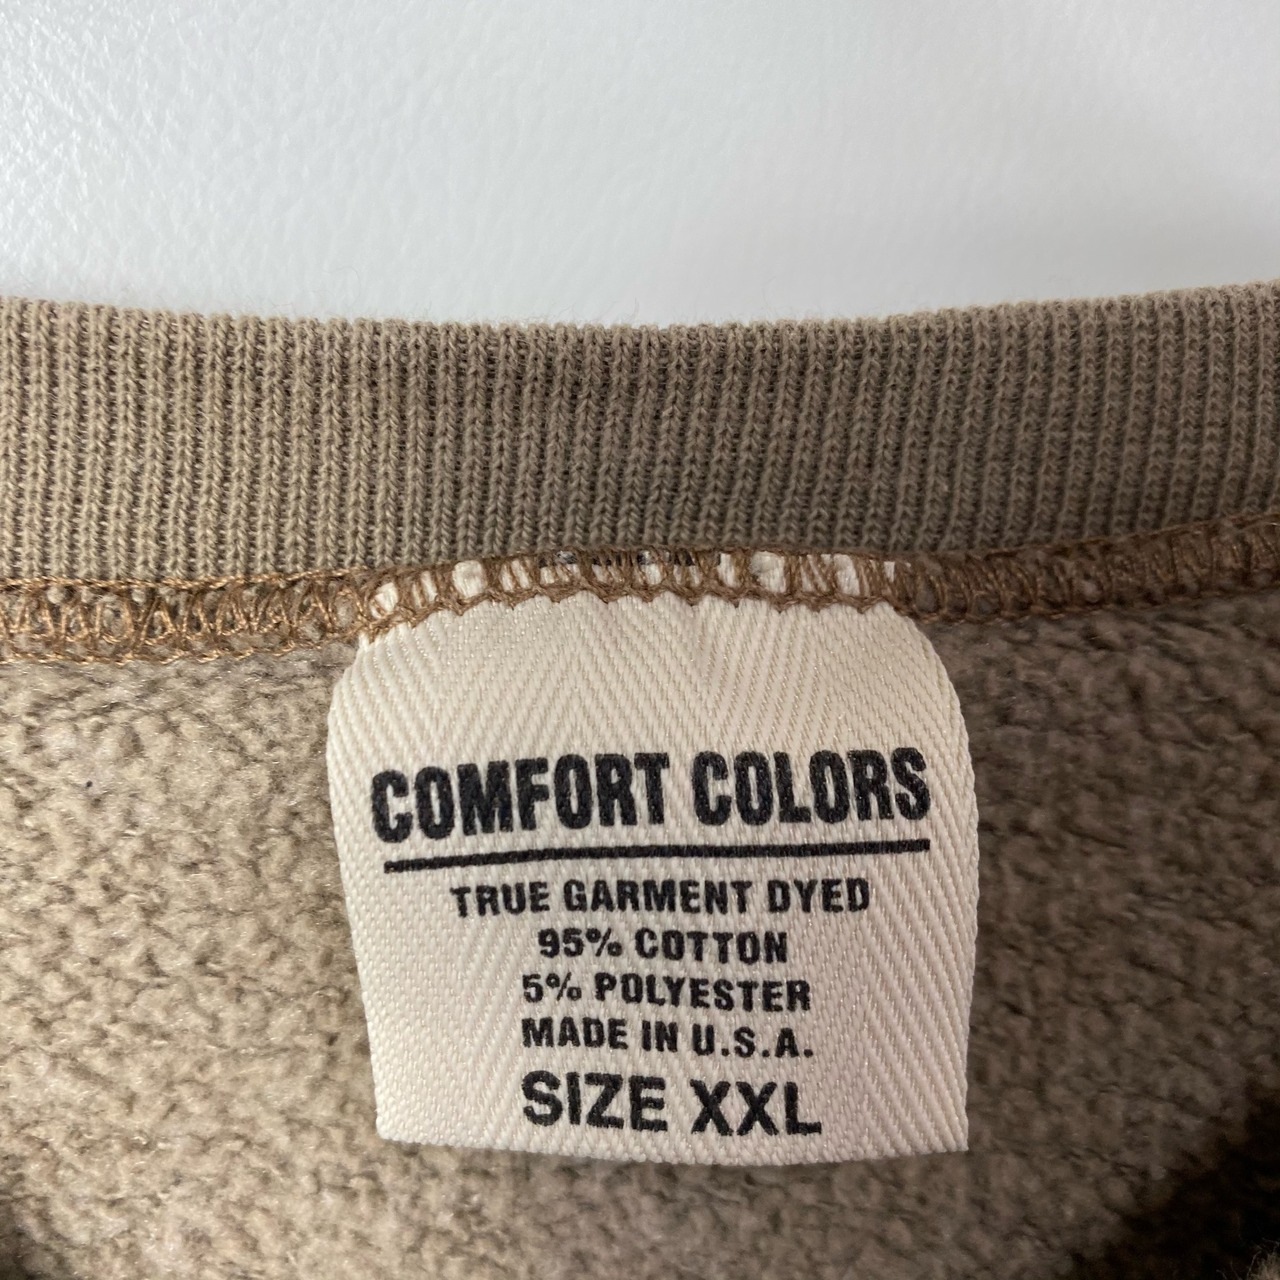 COMFORT COLORS
TRUE GARMENT DYED
95% COTTON
5% POLYESTER
MADE IN U.S.A.
SIZE XXL